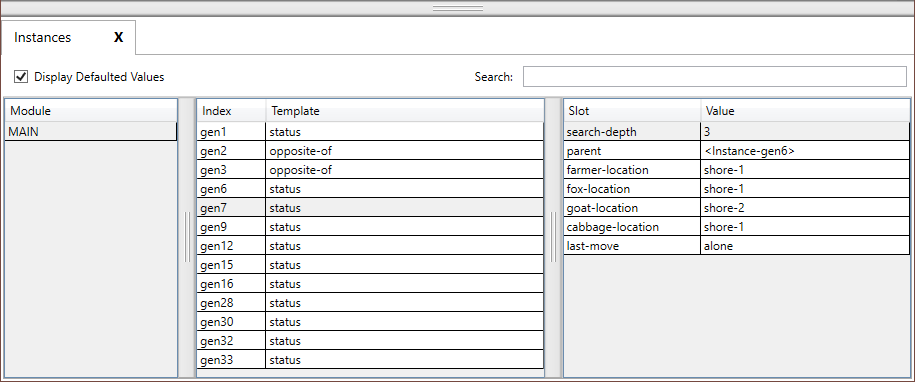 Instances X
Display Defaulted Values Search:
Module
MAIN
Index Template
gen1 status
gen2 opposite-of
gen3 opposite-of
gen6 status
gen7 status
gen9 status
gen12 status
gen15 status
gen16 status
gen28 status
gen30 status
gen32 status
gen33 status
Slot Value
search-depth 3
parent <Instance-gen6>
farmer-location shore-1
fox-location shore-1
goat-location shore-2
cabbage-location shore-1
last-move alone